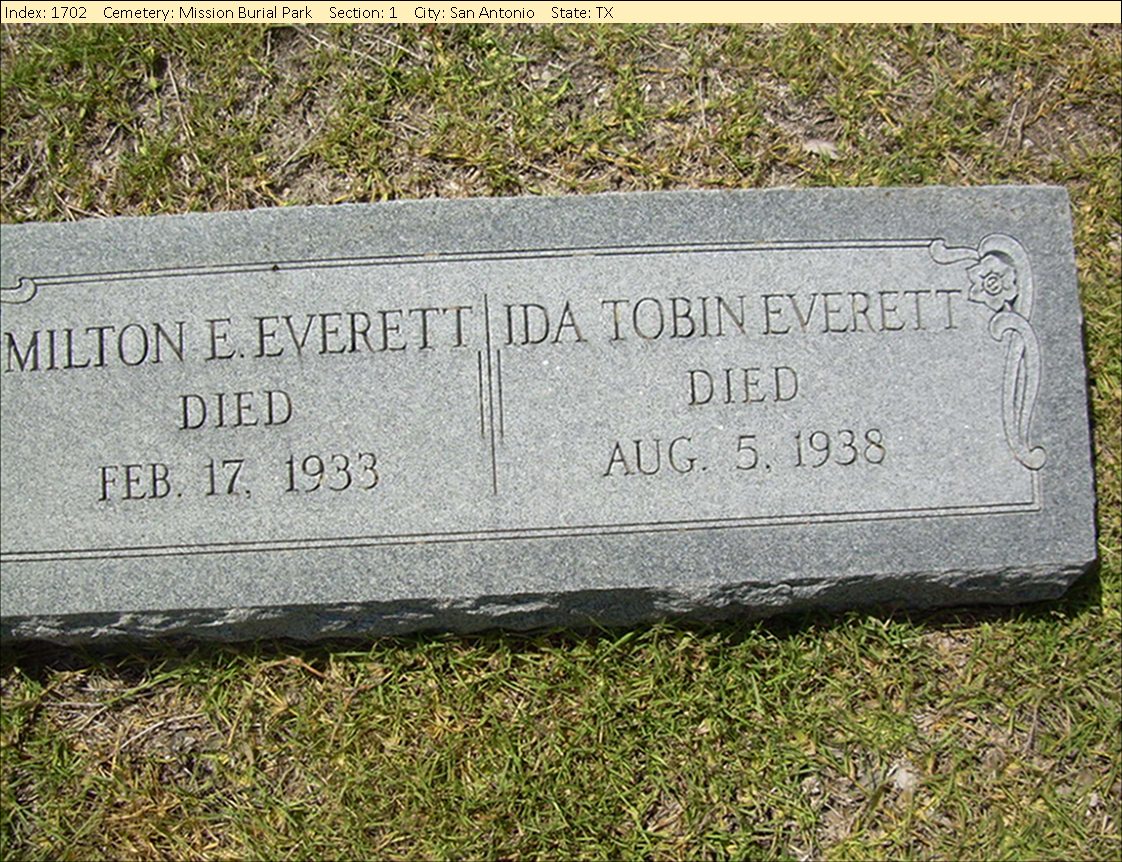 Index: 1702 Cemetery: Mission Burial Park Section: 1 City: San Antonio State: TX
MILTON E. EVERETT
DIED
FEB. 17, 1933
IDA TOBIN EVERETT
DIED
AUG. 5, 1938